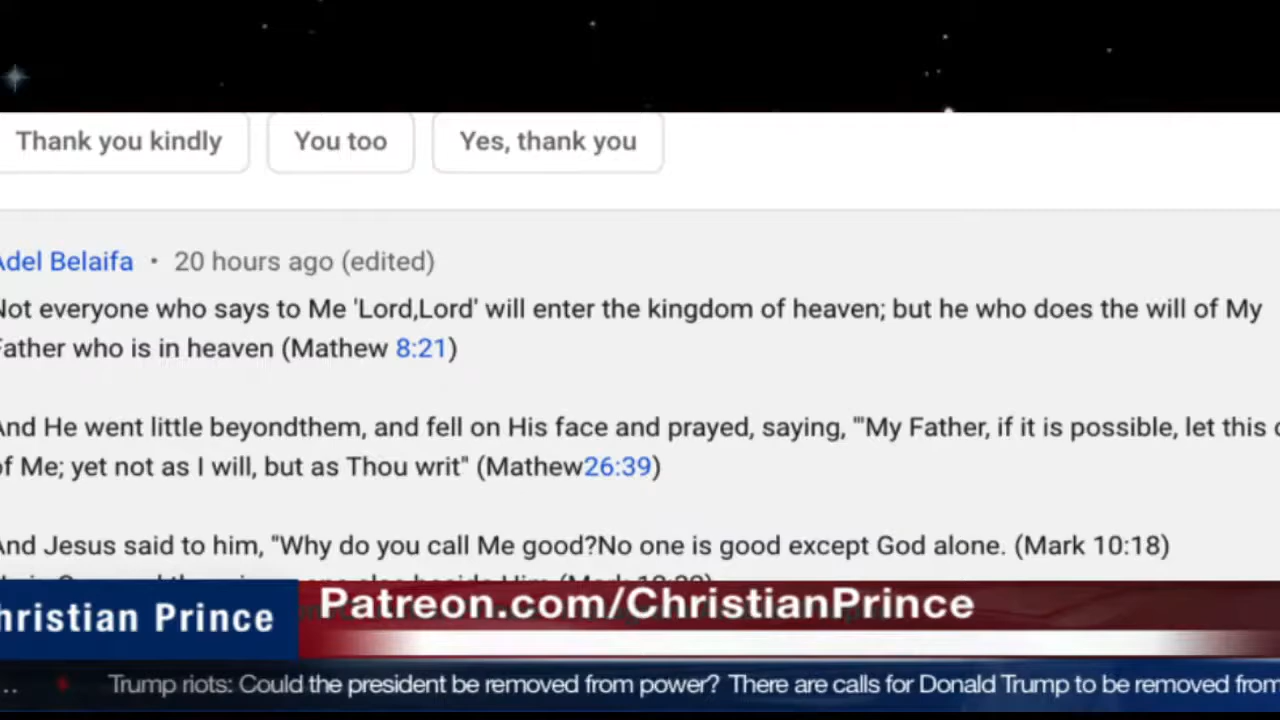 Thank you kindly
You too
Yes, thank you
Adel Belaifa • 20 hours ago (edited)
Not everyone who says to Me 'Lord,Lord' will enter the kingdom of heaven; but he who does the will of My
Father who is in heaven (Mathew 8:21)
And He went little beyondthem, and fell on His face and prayed, saying, "'My Father, if it is possible, let this
of Me; yet not as I will, but as Thou writ" (Mathew26:39)
And Jesus said to him, "Why do you call Me good?No one is good except God alone. (Mark 10:18)
Christian Prince
Patreon.com/ChristianPrince
.. • Trump riots: Could the president be removed from power? There are calls for Donald Trump to be removed from